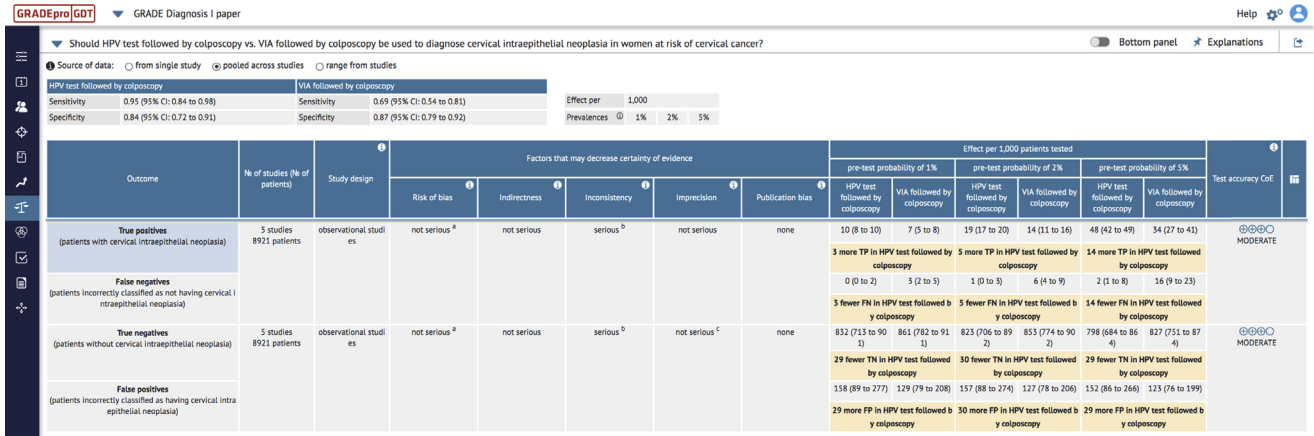 GRADEpro GDT GRADE Diagnosis I paper Help
Should HPV test followed by colposcopy vs. VIA followed by colposcopy be used to diagnose cervical intraepithelial neoplasia in women at risk of cervical cancer? Bottom panel Explanations
Source of data: from single study pooled across studies range from studies
HPV test followed by colposcopy VIA followed by colposcopy
Sensitivity 0.95 (95% CI: 0.84 to 0.98) Sensitivity 0.69 (95% CI: 0.54 to 0.81) Effect per 1,000
Specificity 0.84 (95% CI: 0.72 to 0.91) Specificity 0.87 (95% CI: 0.79 to 0.92) Prevalences 1% 2% 5%
Outcome
№ of studies (№ of
patients)
Study design
Factors that may decrease certainty of evidence
Risk of bias Indirectness Inconsistency Imprecision Publication bias
Effect per 1,000 patients tested
pre-test probability of 1% pre-test probability of 2% pre-test probability of 5%
HPV test VIA followed by HPV test VIA followed by HPV test VIA followed by
followed by colposcopy followed by colposcopy followed by colposcopy
colposcopy colposcopy colposcopy
Test accuracy CoE
True positives 5 studies observational studi not serious a not serious serious b not serious none 10 (8 to 10) 7 (5 to 8) 19 (17 to 20) 14 (11 to 16) 48 (42 to 49) 34 (27 to 41) ⊕⊕⊕◯
(patients with cervical intraepithelial neoplasia) 8921 patients es MODERATE
3 more TP in HPV test followed by 5 more TP in HPV test followed by 14 more TP in HPV test followed
colposcopy colposcopy by colposcopy
False negatives 0 (0 to 2) 3 (2 to 5) 1 (0 to 3) 6 (4 to 9) 2 (1 to 8) 16 (9 to 23)
(patients incorrectly classified as not having cervical i
ntraepithelial neoplasia)
3 fewer FN in HPV test followed b 5 fewer FN in HPV test followed b 14 fewer FN in HPV test followed
y colposcopy y colposcopy by colposcopy
True negatives 5 studies observational studi not serious a not serious serious b not serious c none 832 (713 to 90 861 (782 to 91 823 (706 to 89 853 (774 to 90 798 (684 to 86 827 (751 to 87 ⊕⊕⊕◯
(patients without cervical intraepithelial neoplasia) 8921 patients es 1) 1) 2) 2) 4) 4) MODERATE
29 fewer TN in HPV test followed 30 fewer TN in HPV test followed 29 fewer TN in HPV test followed
by colposcopy by colposcopy by colposcopy
False positives 158 (89 to 277) 129 (79 to 208) 157 (88 to 274) 127 (78 to 206) 152 (86 to 266) 123 (76 to 199)
(patients incorrectly classified as having cervical intra
epithelial neoplasia)
29 more FP in HPV test followed b 30 more FP in HPV test followed b 29 more FP in HPV test followed b
y colposcopy y colposcopy y colposcopy